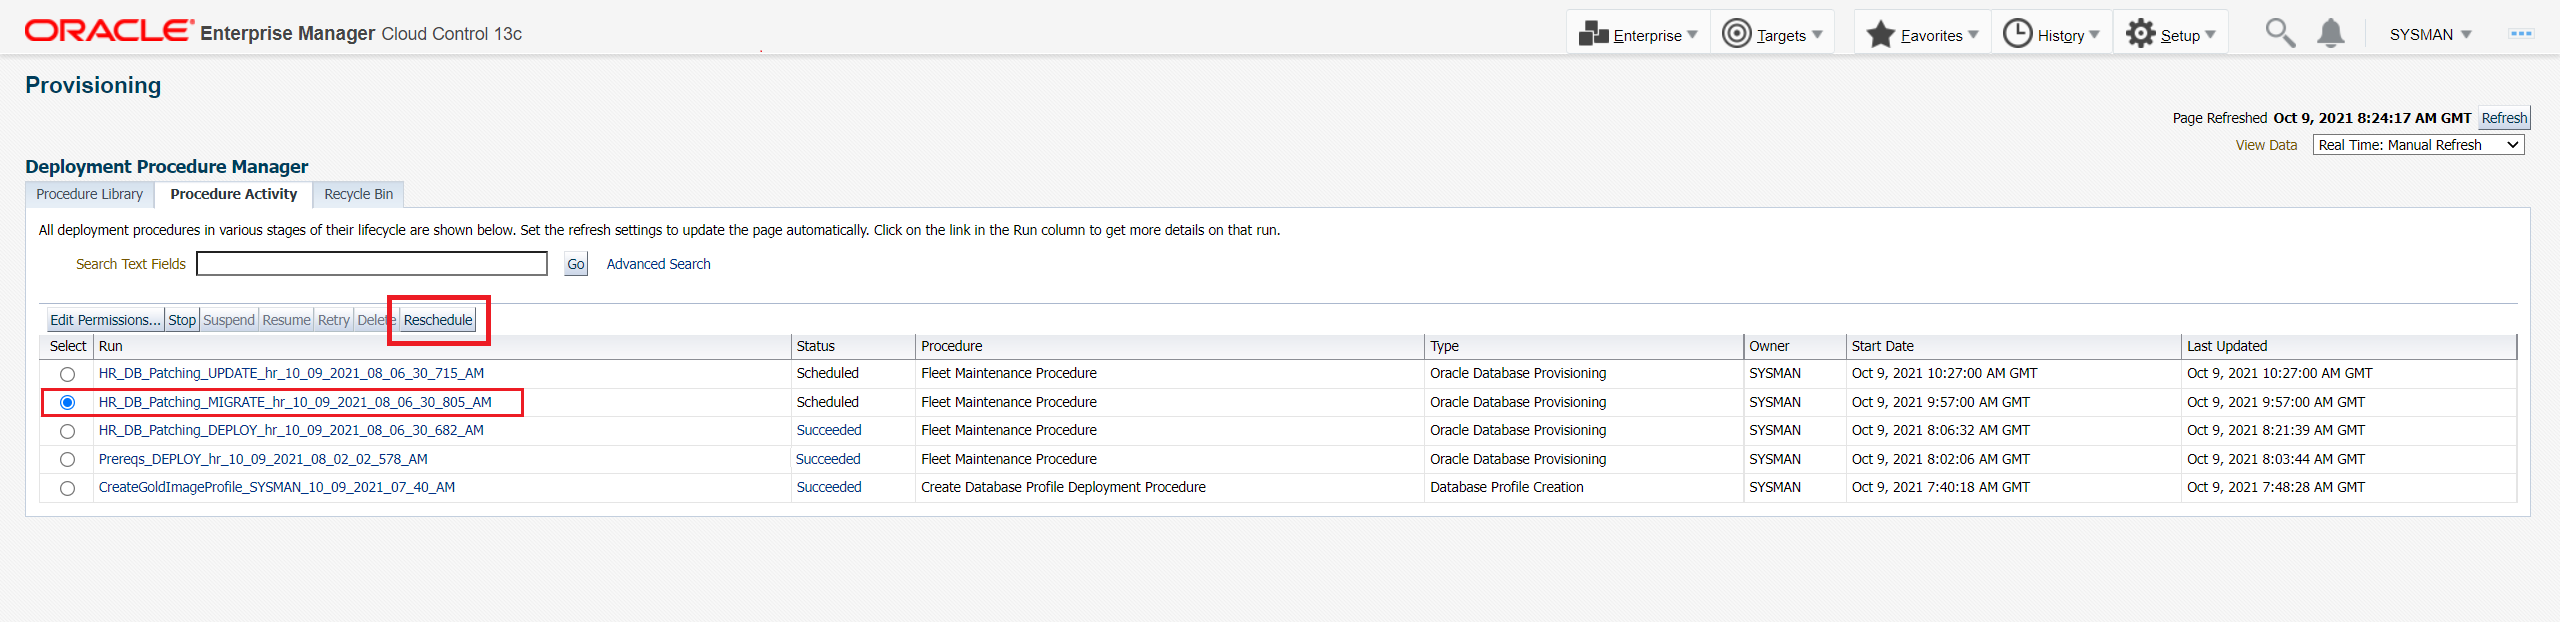 ORACLE Enterprise Manager Cloud Control 13c Enterprise Targets Favorites History Setup SYSMAN
Provisioning
Page Refreshed Oct 9, 2021 8:24:17 AM GMT Refresh
View Data Real Time: Manual Refresh
Deployment Procedure Manager
Procedure Library Procedure Activity Recycle Bin
All deployment procedures in various stages of their lifecycle are shown below. Set the refresh settings to update the page automatically. Click on the link in the Run column to get more details on that run.
Search Text Fields Go Advanced Search
Edit Permissions... Stop Suspend Resume Retry Delete Reschedule
Select Run Status Procedure Type Owner Start Date Last Updated
HR_DB_Patching_UPDATE_hr_10_09_2021_08_06_30_715_AM Scheduled Fleet Maintenance Procedure Oracle Database Provisioning SYSMAN Oct 9, 2021 10:27:00 AM GMT Oct 9, 2021 10:27:00 AM GMT
HR_DB_Patching_MIGRATE_hr_10_09_2021_08_06_30_805_AM Scheduled Fleet Maintenance Procedure Oracle Database Provisioning SYSMAN Oct 9, 2021 9:57:00 AM GMT Oct 9, 2021 9:57:00 AM GMT
HR_DB_Patching_DEPLOY_hr_10_09_2021_08_06_30_682_AM Succeeded Fleet Maintenance Procedure Oracle Database Provisioning SYSMAN Oct 9, 2021 8:06:32 AM GMT Oct 9, 2021 8:21:39 AM GMT
Prereqs_DEPLOY_hr_10_09_2021_08_02_02_578_AM Succeeded Fleet Maintenance Procedure Oracle Database Provisioning SYSMAN Oct 9, 2021 8:02:06 AM GMT Oct 9, 2021 8:03:44 AM GMT
CreateGoldImageProfile_SYSMAN_10_09_2021_07_40_AM Succeeded Create Database Profile Deployment Procedure Database Profile Creation SYSMAN Oct 9, 2021 7:40:18 AM GMT Oct 9, 2021 7:48:28 AM GMT